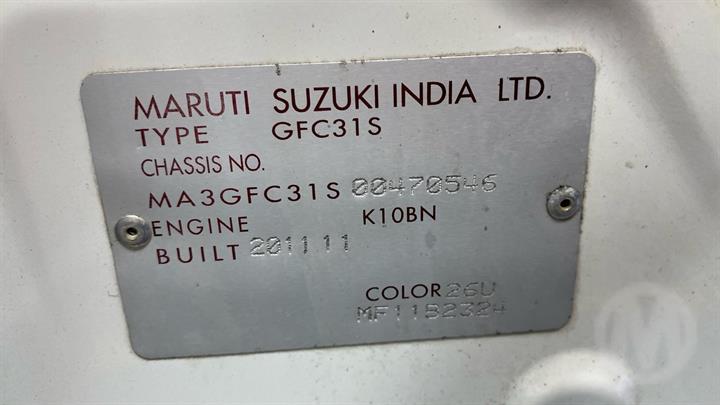 MARUTI SUZUKI INDIA LTD.
TYPE GFC31S
CHASSIS NO.
MA3GFC31S 00470546
ENGINE K10BN
BUILT 2011 11
COLOR 26U
MF11B2324
M